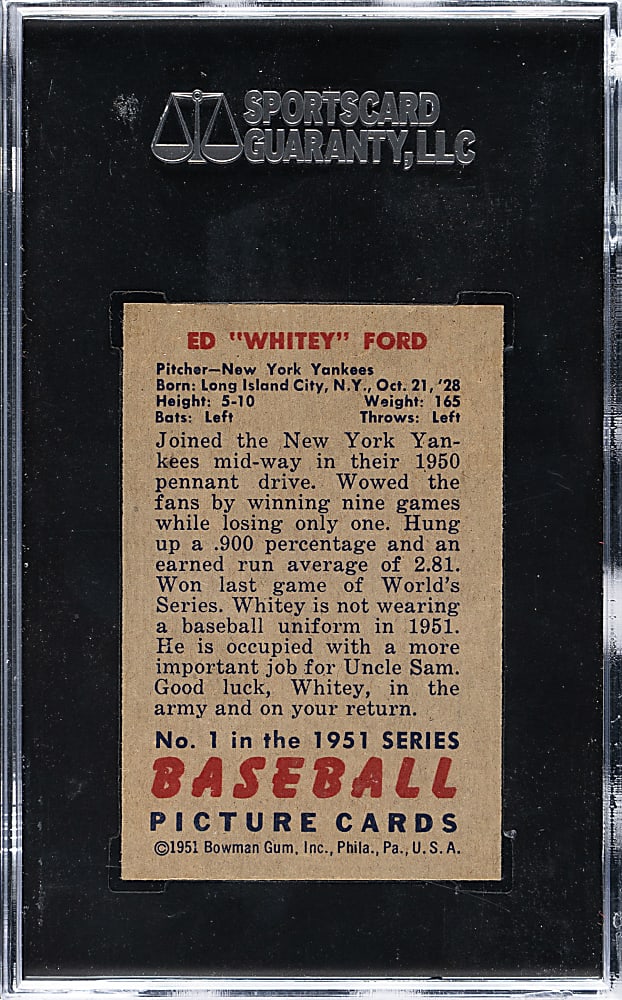 SPORTSCARD
GUARANTY, LLC
ED "WHITEY" FORD
Pitcher—New York Yankees
Born: Long Island City, N.Y., Oct. 21, '28
Height: 5-10 Weight: 165
Bats: Left Throws: Left
Joined the New York Yan-
kees mid-way in their 1950
pennant drive. Wowed the
fans by winning nine games
while losing only one. Hung
up a .900 percentage and an
earned run average of 2.81.
Won last game of World's
Series. Whitey is not wearing
a baseball uniform in 1951.
He is occupied with a more
important job for Uncle Sam.
Good luck, Whitey, in the
army and on your return.
No. 1 in the 1951 SERIES
BASEBALL
PICTURE CARDS
©1951 Bowman Gum, Inc., Phila., Pa., U.S.A.